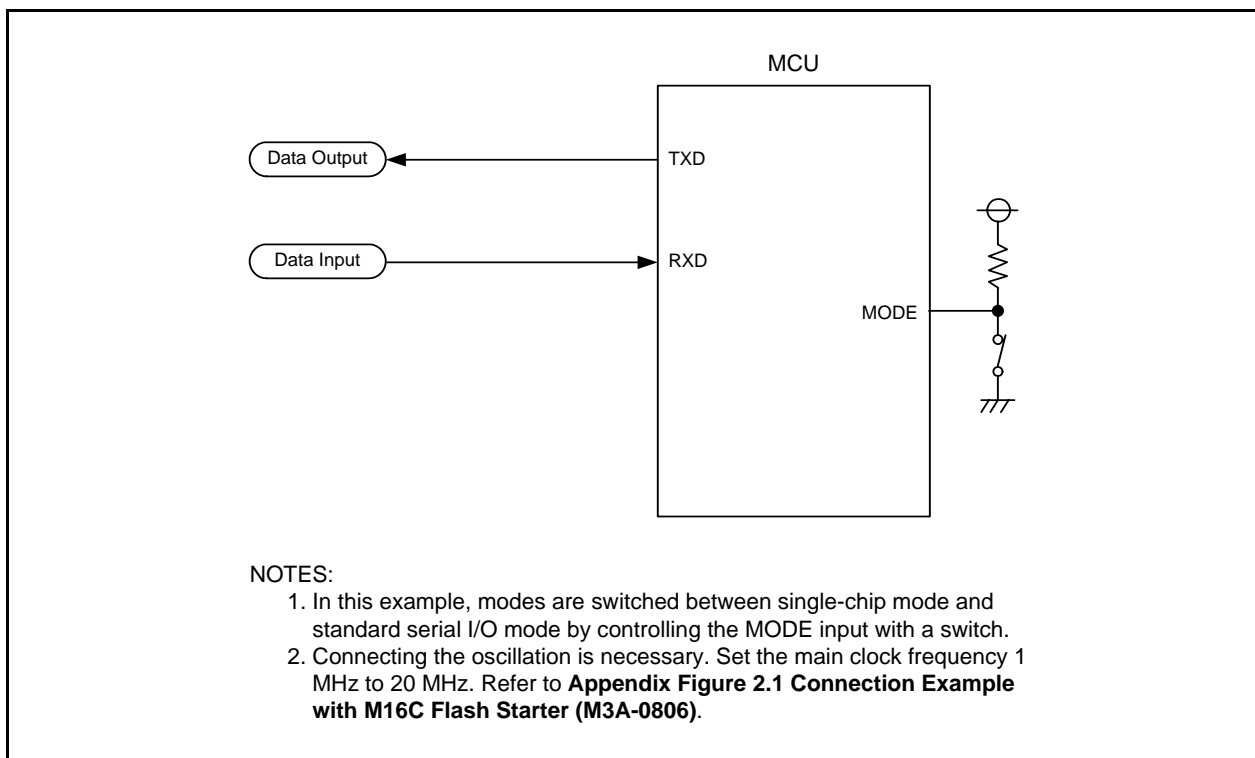 MCU
Data Output
TXD
Data Input
RXD
MODE
NOTES:
1. In this example, modes are switched between single-chip mode and
standard serial I/O mode by controlling the MODE input with a switch.
2. Connecting the oscillation is necessary. Set the main clock frequency 1
MHz to 20 MHz. Refer to Appendix Figure 2.1 Connection Example
with M16C Flash Starter (M3A-0806).